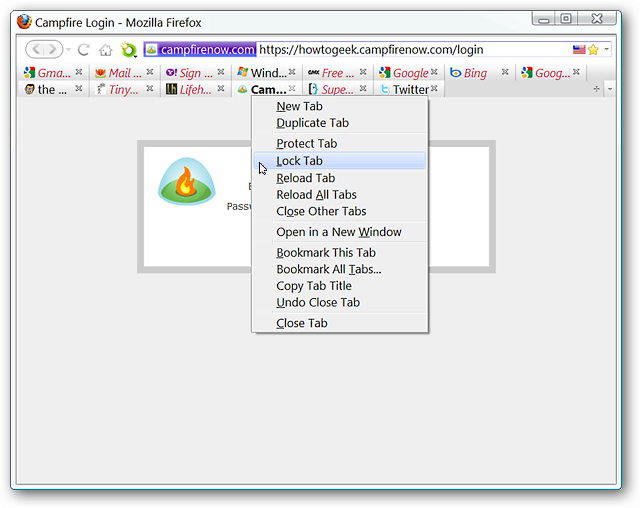 Campfire Login - Mozilla Firefox
campfirenow.com https://howtogeek.campfirenow.com/login
Gma... Mail ... Sign ... Wind... Free ... Google Bing Goog...
the ... Tiny... Lifeh... Cam... Supe... Twitter
New Tab
Duplicate Tab
Protect Tab
Lock Tab
Reload Tab
Reload All Tabs
Close Other Tabs
Open in a New Window
Bookmark This Tab
Bookmark All Tabs...
Copy Tab Title
Undo Close Tab
Close Tab